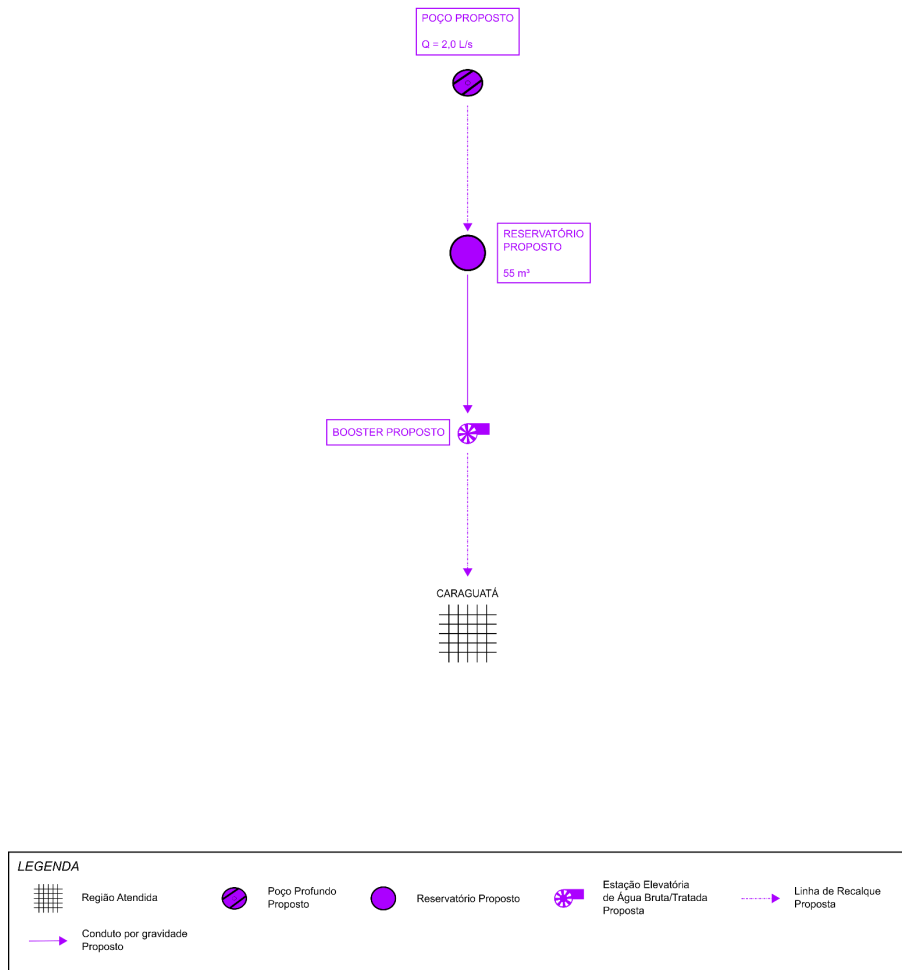 POÇO PROPOSTO
Q = 2,0 L/s
RESERVATÓRIO
PROPOSTO
55 m³
BOOSTER PROPOSTO
CARAGUATÁ
LEGENDA
Região Atendida
Poço Profundo
Proposto
Reservatório Proposto
Estação Elevatória
de Água Bruta/Tratada
Proposta
Linha de Recalque
Proposta
Conduto por gravidade
Proposto